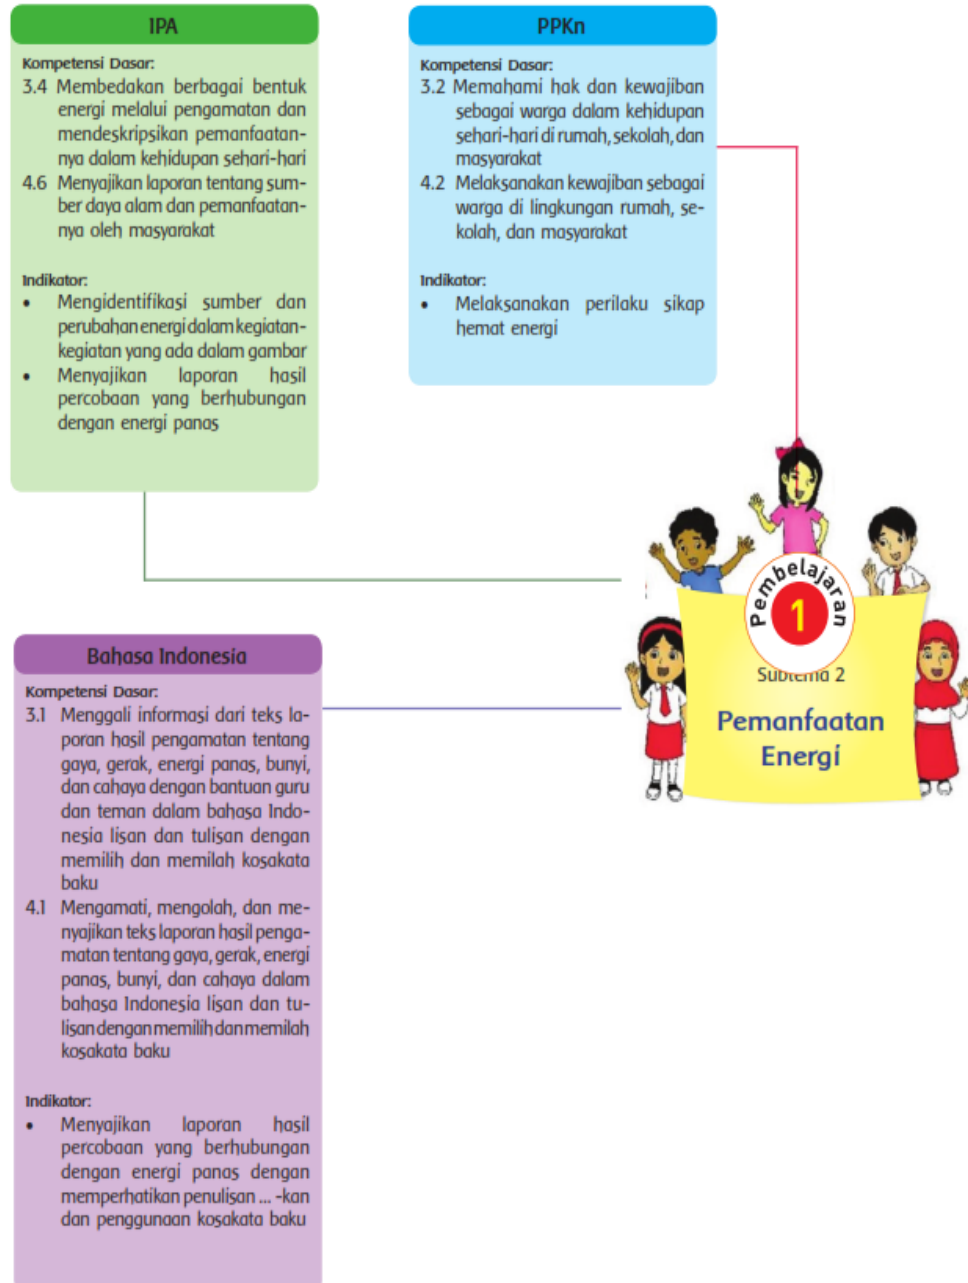 IPA
Kompetensi Dasar:
3.4 Membedakan berbagai bentuk
energi melalui pengamatan dan
mendeskripsikan pemanfaatan-
nya dalam kehidupan sehari-hari
4.6 Menyajikan laporan tentang sum-
ber daya alam dan pemanfaatan-
nya oleh masyarakat
Indikator:
• Mengidentifikasi sumber dan
perubahan energi dalam kegiatan-
kegiatan yang ada dalam gambar
• Menyajikan laporan hasil
percobaan yang berhubungan
dengan energi panas
PPKn
Kompetensi Dasar:
3.2 Memahami hak dan kewajiban
sebagai warga dalam kehidupan
sehari-hari di rumah, sekolah, dan
masyarakat
4.2 Melaksanakan kewajiban sebagai
warga di lingkungan rumah, se-
kolah, dan masyarakat
Indikator:
• Melaksanakan perilaku sikap
hemat energi
Pembelajaran
1
Subtema 2
Pemanfaatan
Energi
Bahasa Indonesia
Kompetensi Dasar:
3.1 Menggali informasi dari teks la-
poran hasil pengamatan tentang
gaya, gerak, energi panas, bunyi,
dan cahaya dengan bantuan guru
dan teman dalam bahasa Indo-
nesia lisan dan tulisan dengan
memilih dan memilah kosakata
baku
4.1 Mengamati, mengolah, dan me-
nyajikan teks laporan hasil penga-
matan tentang gaya, gerak, energi
panas, bunyi, dan cahaya dalam
bahasa Indonesia lisan dan tu-
lisan dengan memilih dan memilah
kosakata baku
Indikator:
• Menyajikan laporan hasil
percobaan yang berhubungan
dengan energi panas dengan
memperhatikan penulisan ... -kan
dan penggunaan kosakata baku